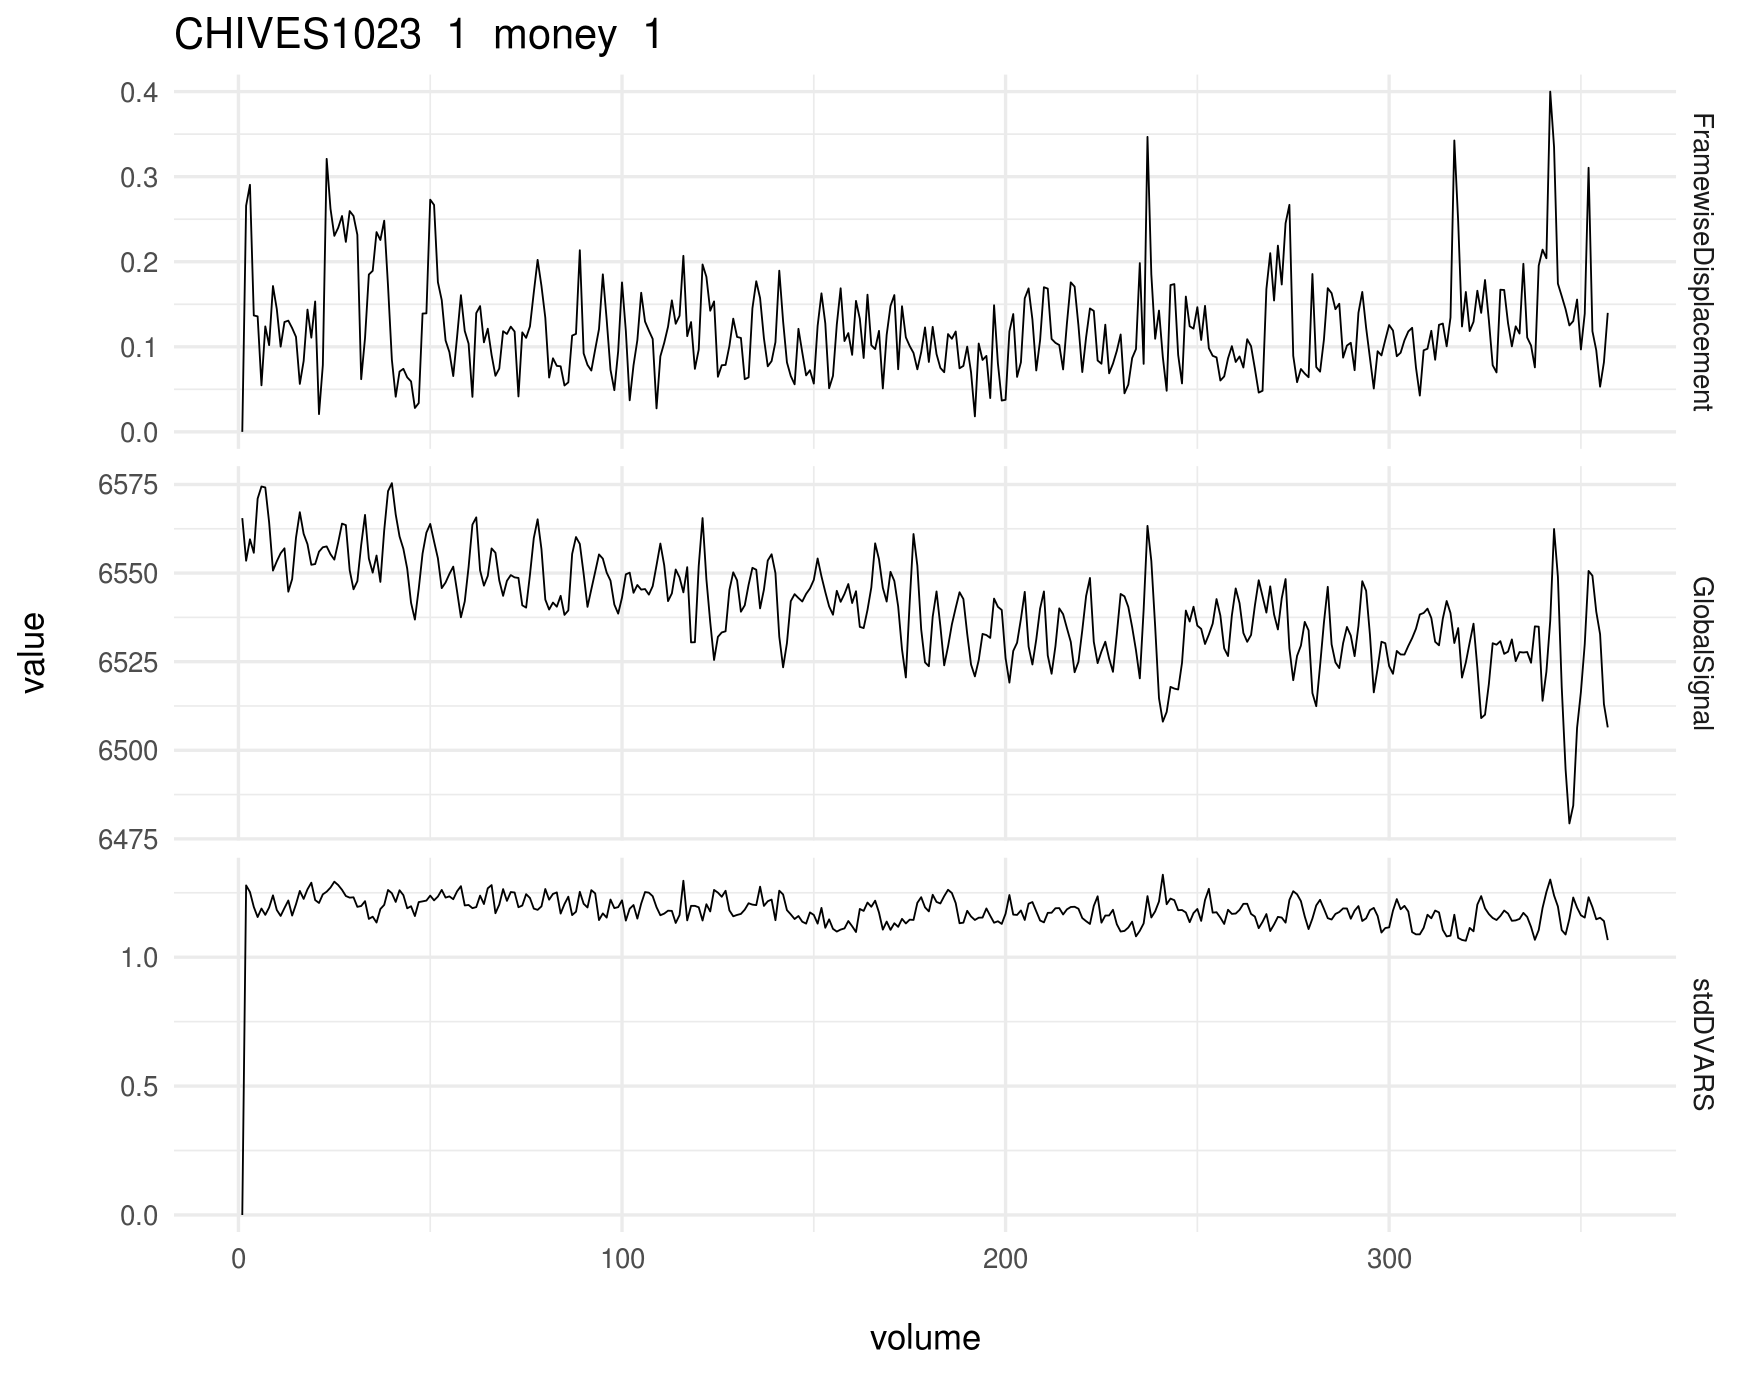 CHIVES1023 1 money 1
0.4
0.3
0.2
0.1
0.0
FramewiseDisplacement
6575
6550
6525
6500
6475
GlobalSignal
value
1.0
0.5
0.0
stdDVARS
0 100 200 300
volume